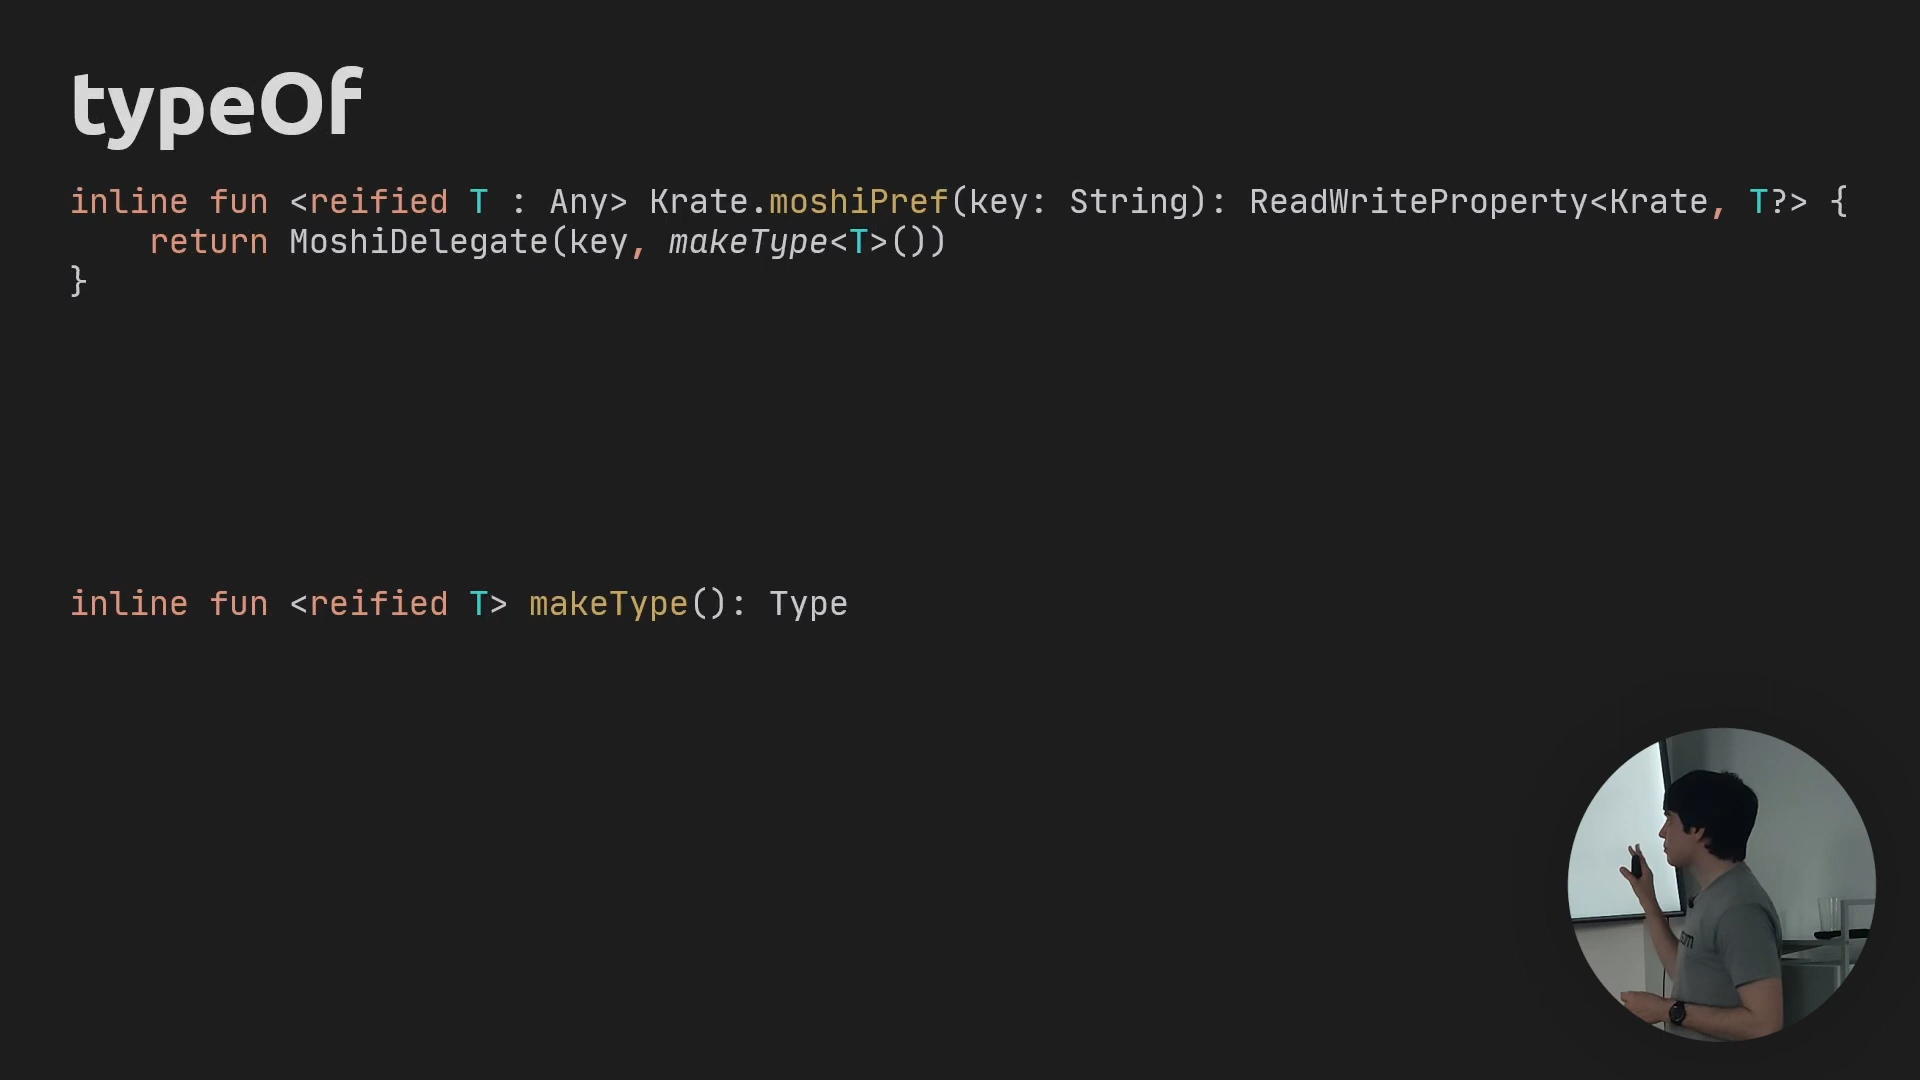 typeOf
inline fun <reified T : Any> Krate.moshiPref(key: String): ReadWriteProperty<Krate, T?> {
    return MoshiDelegate(key, makeType<T>())
}
inline fun <reified T> makeType(): Type